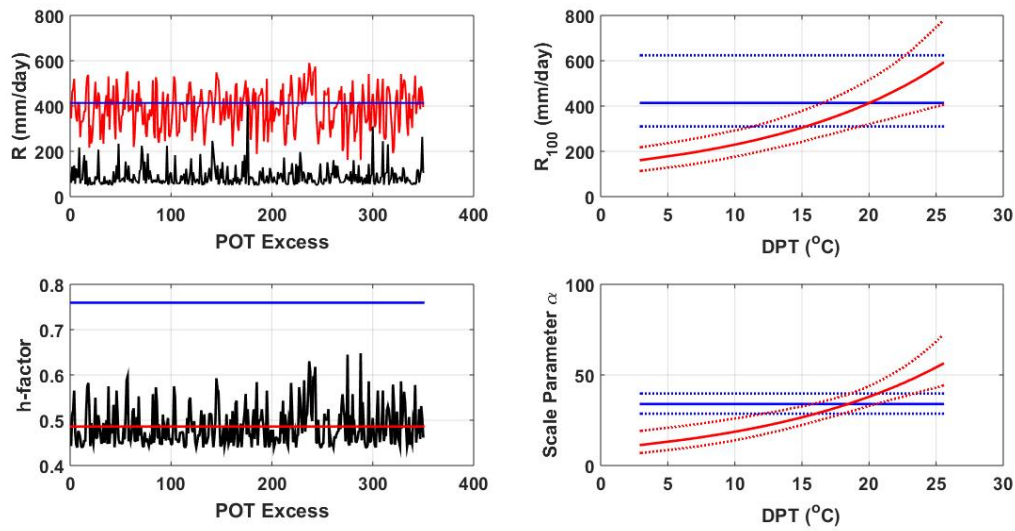 800
600
400
200
0
R (mm/day)
0 100 200 300 400
POT Excess
800
600
400
200
0
R₁₀₀ (mm/day)
0 5 10 15 20 25 30
DPT (°C)
0.8
0.7
0.6
0.5
0.4
h-factor
0 100 200 300 400
POT Excess
100
50
0
Scale Parameter α
0 5 10 15 20 25 30
DPT (°C)